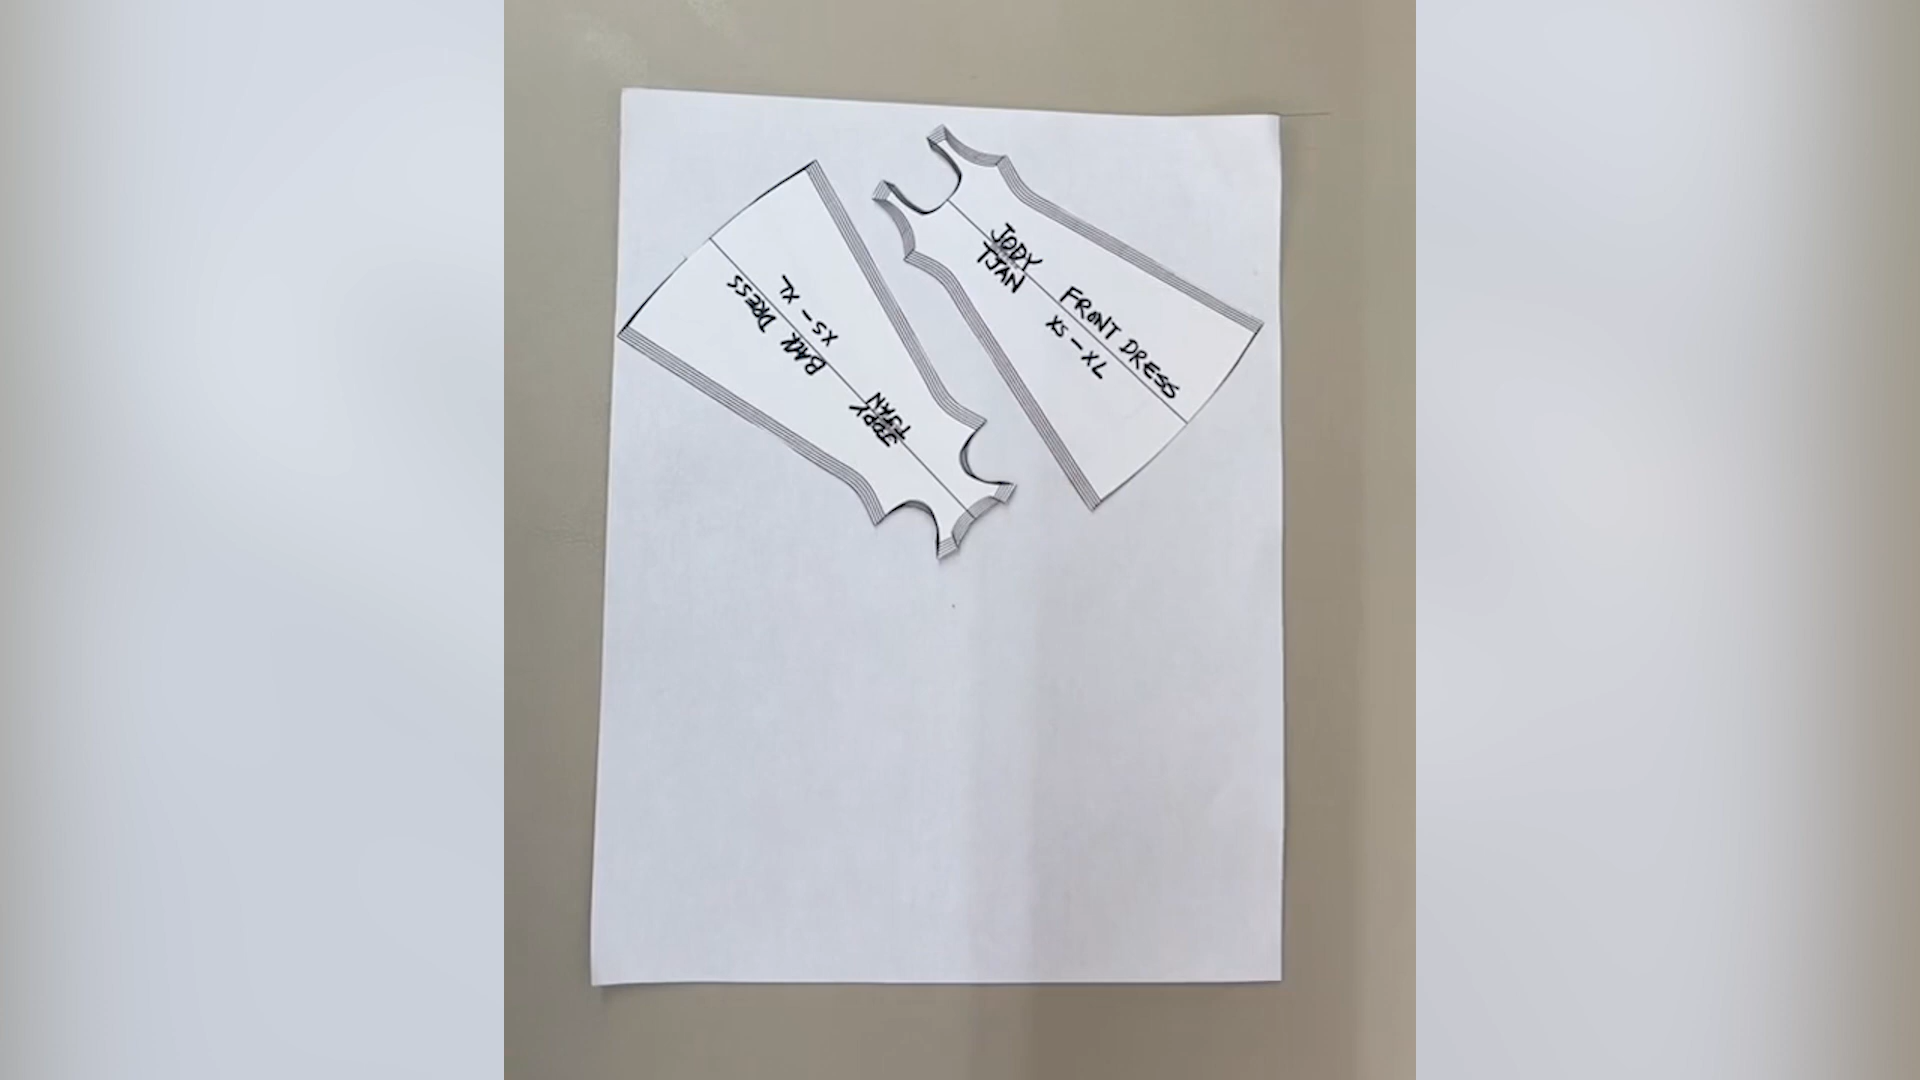 JODY
TJAN
FRONT DRESS
XS - XL
JODY
TJAN
BACK DRESS
XS - XL